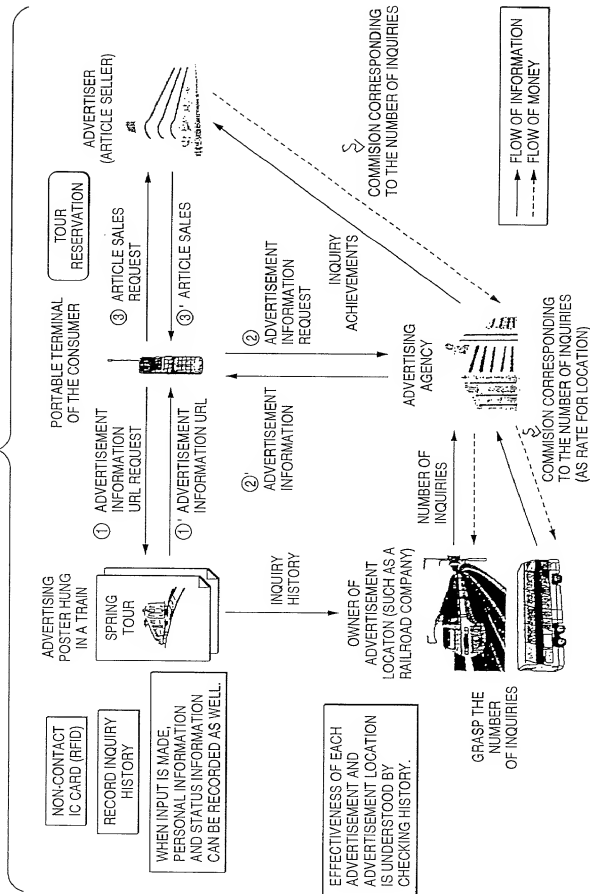 NON-CONTACT
IC CARD (RFID)
RECORD INQUIRY
HISTORY
WHEN INPUT IS MADE,
PERSONAL INFORMATION
AND STATUS INFORMATION
CAN BE RECORDED AS WELL.
ADVERTISING
POSTER HUNG
IN A TRAIN
SPRING
TOUR
① ADVERTISEMENT
INFORMATION
URL REQUEST
①' ADVERTISEMENT
INFORMATION URL
PORTABLE TERMINAL
OF THE CONSUMER
TOUR
RESERVATION
③ ARTICLE SALES
REQUEST
③' ARTICLE SALES
ADVERTISER
(ARTICLE SELLER)
INQUIRY
HISTORY
②' ADVERTISEMENT
INFORMATION
② ADVERTISEMENT
INFORMATION
REQUEST
INQUIRY
ACHIEVEMENTS
COMMISION CORRESPONDING
TO THE NUMBER OF INQUIRIES
EFFECTIVENESS OF EACH
ADVERTISEMENT AND
ADVERTISEMENT LOCATION
IS UNDERSTOOD BY
CHECKING HISTORY.
OWNER OF
ADVERTISEMENT
LOCATON (SUCH AS A
RAILROAD COMPANY)
NUMBER OF
INQUIRIES
ADVERTISING
AGENCY
GRASP THE
NUMBER
OF INQUIRIES
COMMISION CORRESPONDING
TO THE NUMBER OF INQUIRIES
(AS RATE FOR LOCATION)
FLOW OF INFORMATION
FLOW OF MONEY